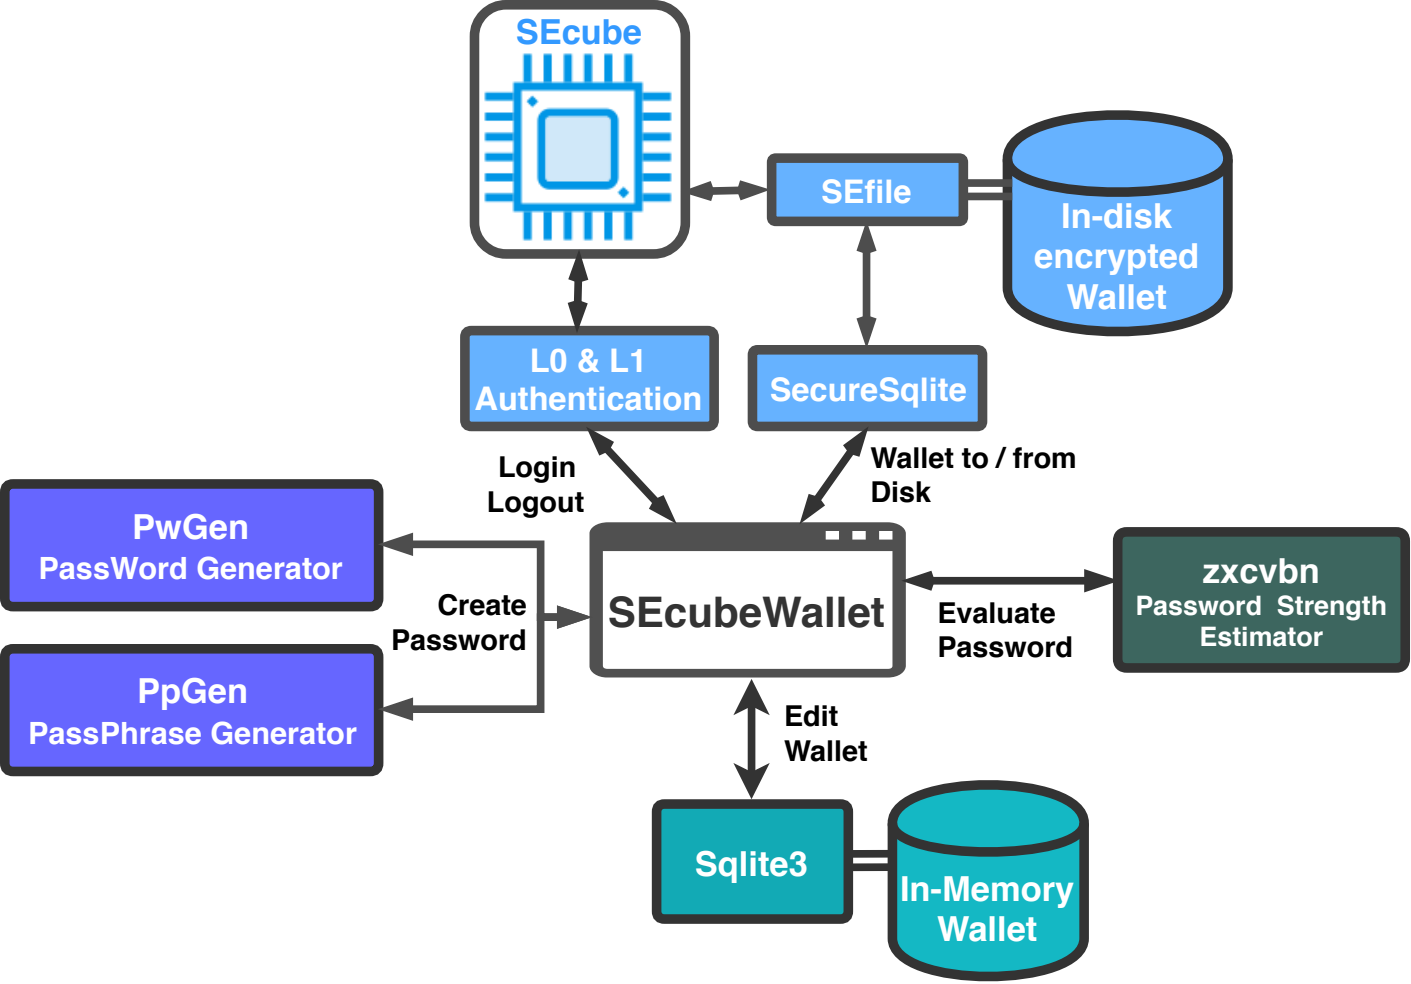 SEcube
SEfile
In-disk
encrypted
Wallet
L0 & L1
Authentication
SecureSqlite
Login
Logout
Wallet to / from
Disk
PwGen
PassWord Generator
Create
Password
PpGen
PassPhrase Generator
SEcubeWallet
Evaluate
Password
zxcvbn
Password Strength
Estimator
Edit
Wallet
Sqlite3
In-Memory
Wallet